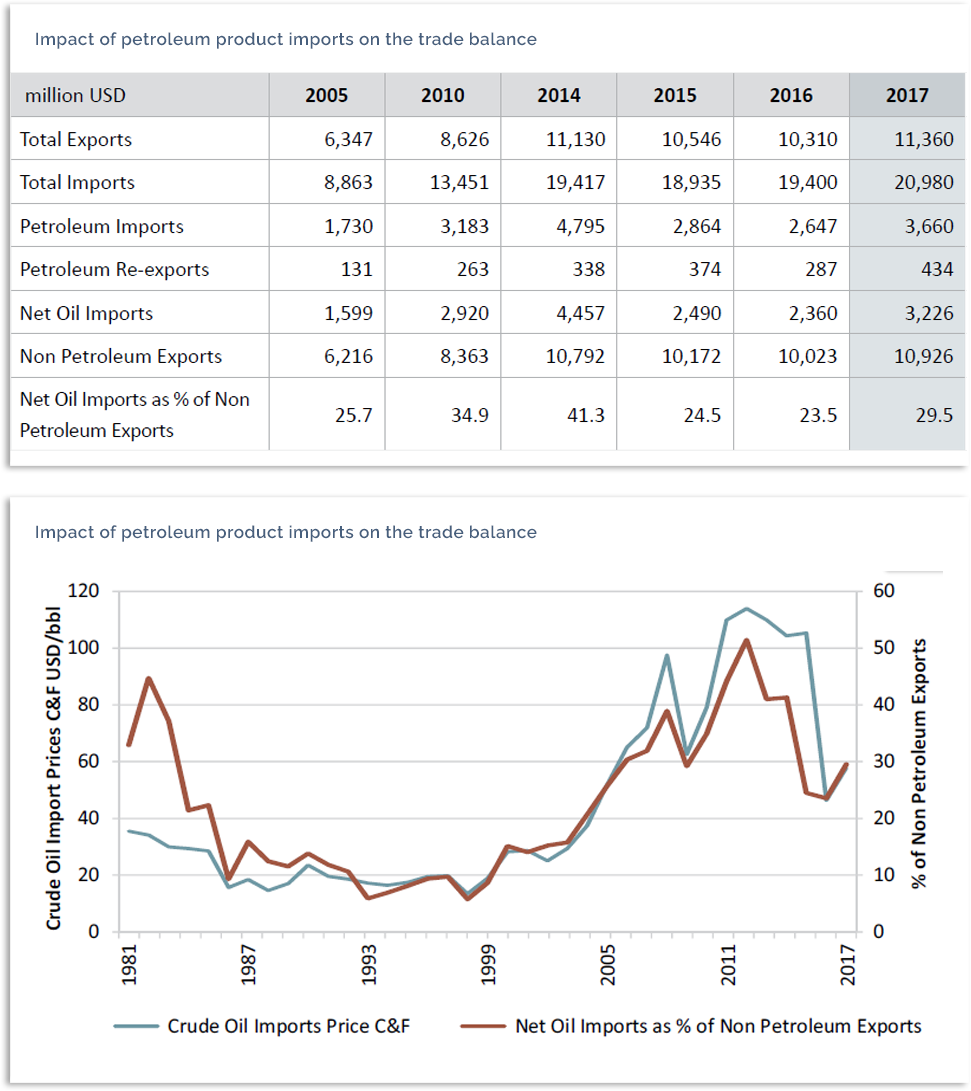 Impact of petroleum product imports on the trade balance
million USD 2005 2010 2014 2015 2016 2017
Total Exports 6,347 8,626 11,130 10,546 10,310 11,360
Total Imports 8,863 13,451 19,417 18,935 19,400 20,980
Petroleum Imports 1,730 3,183 4,795 2,864 2,647 3,660
Petroleum Re-exports 131 263 338 374 287 434
Net Oil Imports 1,599 2,920 4,457 2,490 2,360 3,226
Non Petroleum Exports 6,216 8,363 10,792 10,172 10,023 10,926
Net Oil Imports as % of Non
Petroleum Exports 25.7 34.9 41.3 24.5 23.5 29.5
Impact of petroleum product imports on the trade balance
Crude Oil Import Prices C&F USD/bbl
120
100
80
60
40
20
0
60
50
40
30
20
10
0
% of Non Petroleum Exports
1981 1987 1993 1999 2005 2011 2017
Crude Oil Imports Price C&F Net Oil Imports as % of Non Petroleum Exports